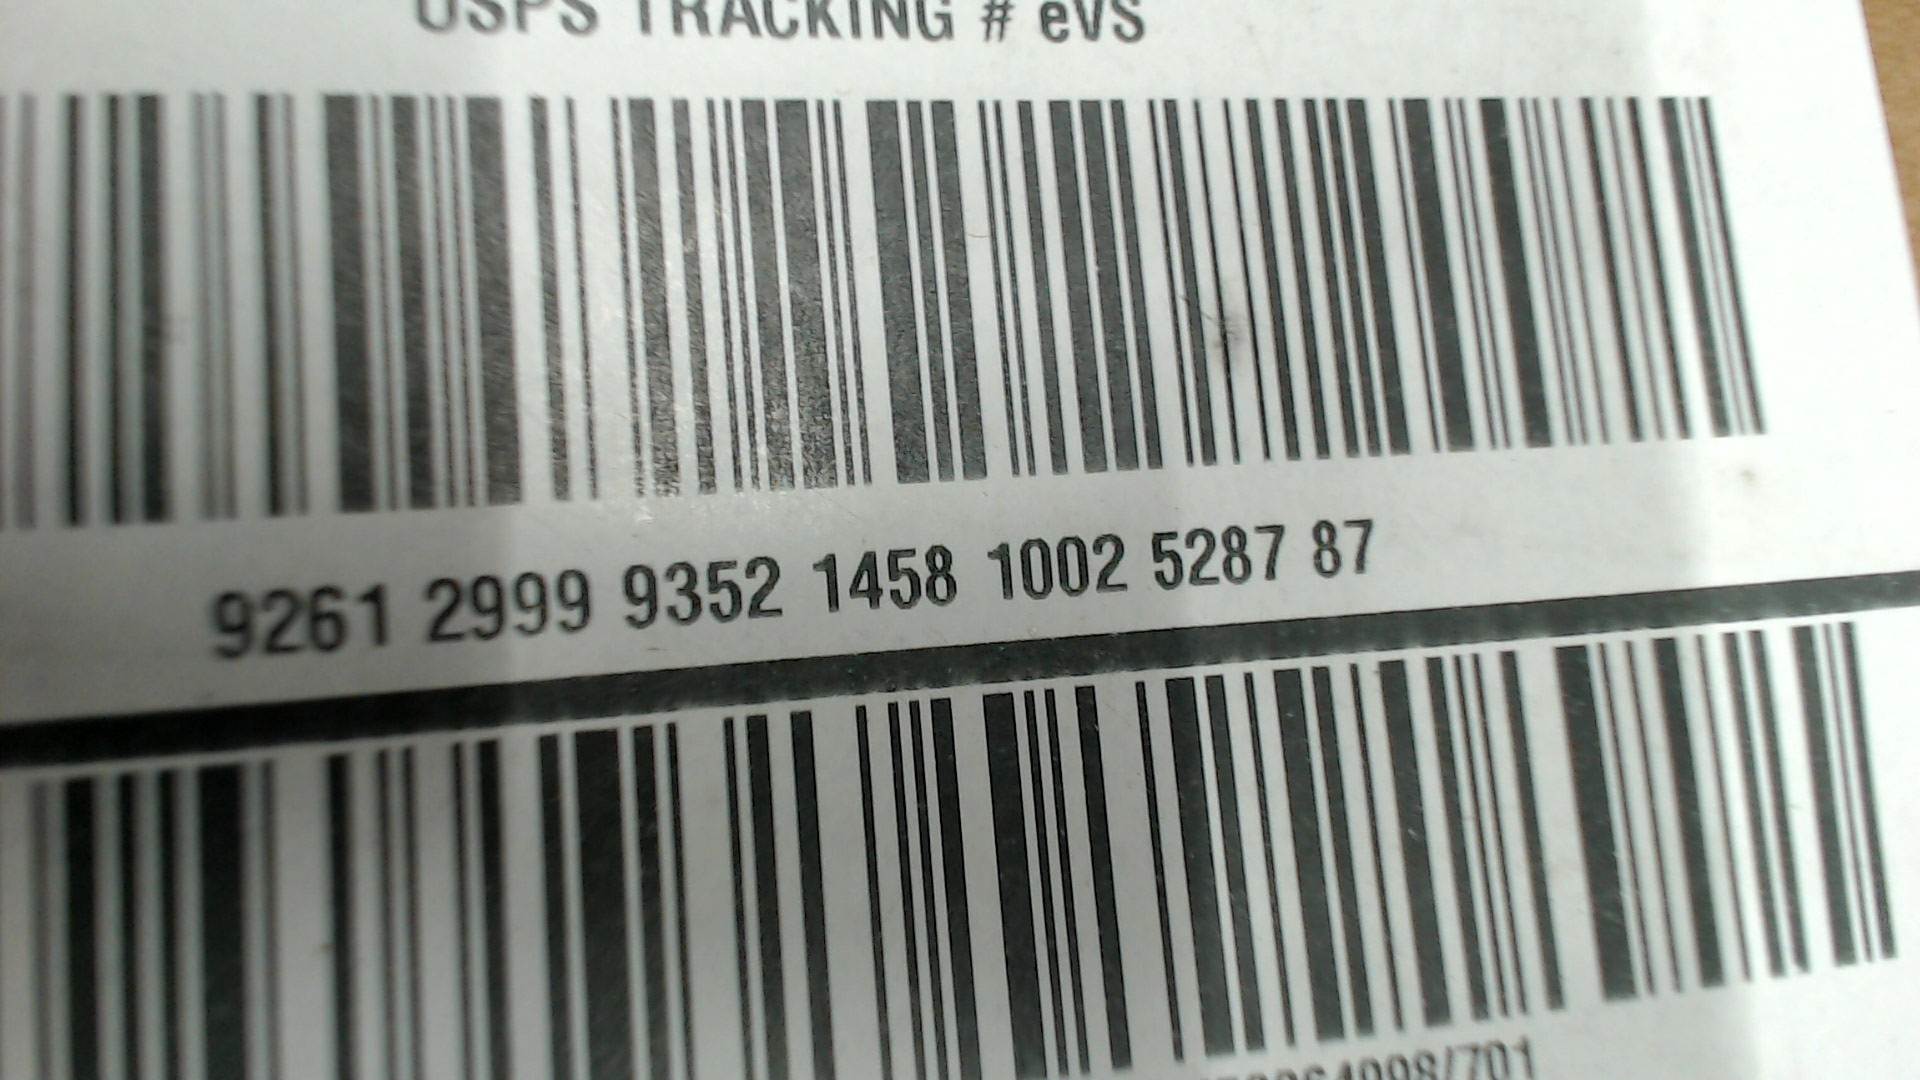 USPS TRACKING # eVS
9261 2999 9352 1458 1002 5287 87